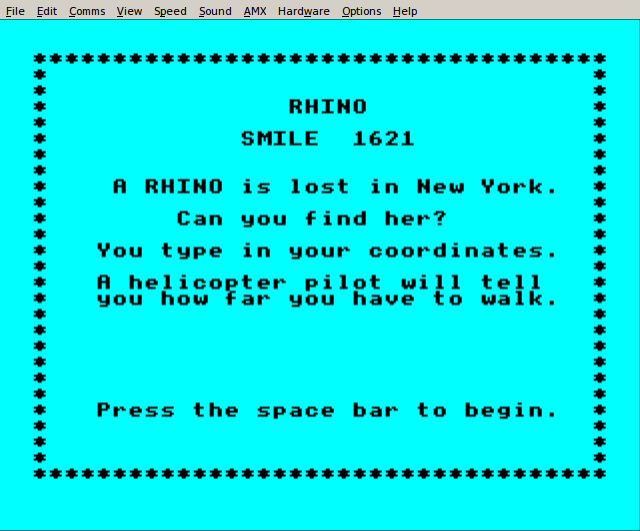 File Edit Comms View Speed Sound AMX Hardware Options Help
************************************
RHINO
SMILE 1621
A RHINO is lost in New York.
Can you find her?
You type in your coordinates.
A helicopter pilot will tell
you how far you have to walk.
Press the space bar to begin.
************************************